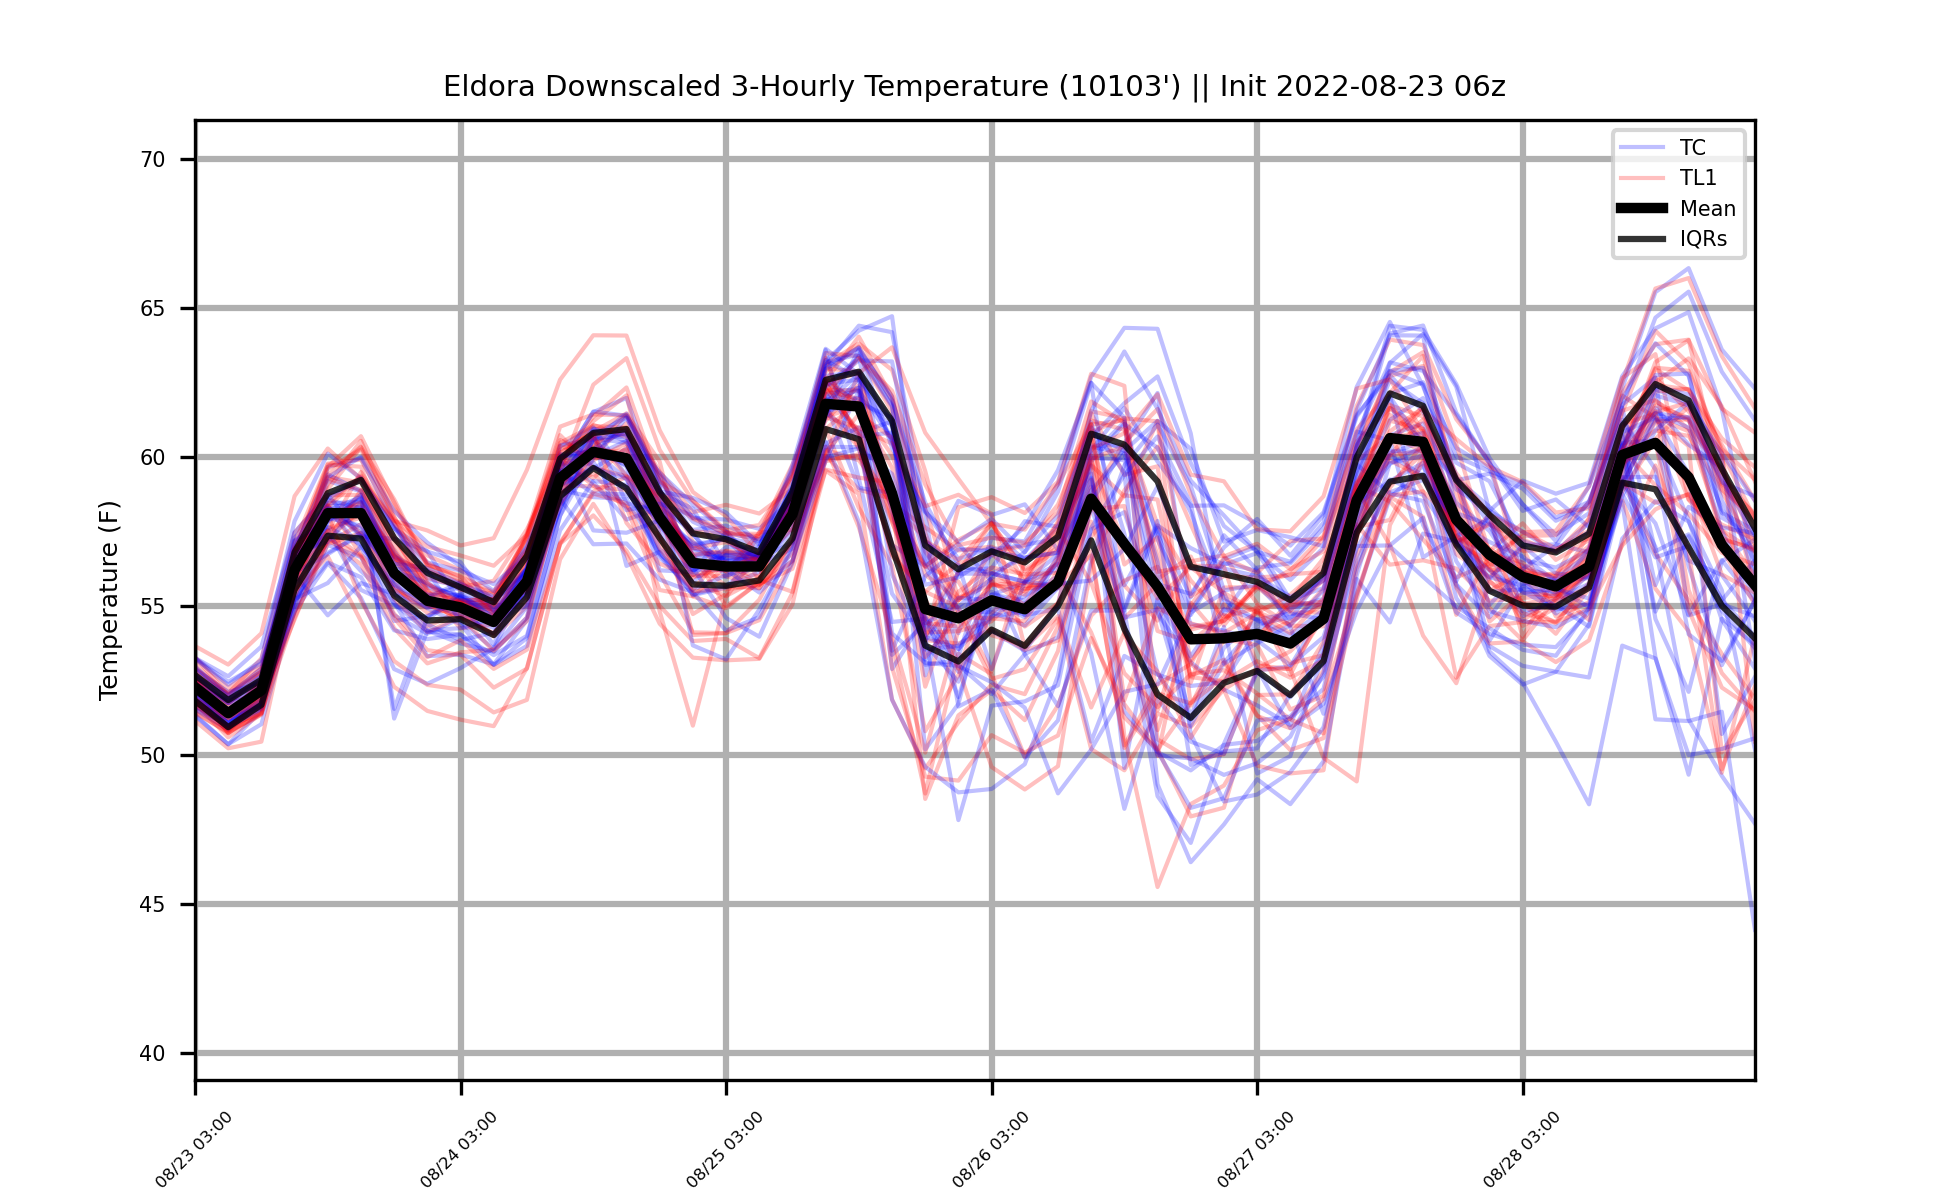 Eldora Downscaled 3-Hourly Temperature (10103') || Init 2022-08-23 06z
TC
TL1
Mean
IQRs
Temperature (F)
70
65
60
55
50
45
40
08/23 03:00
08/24 03:00
08/25 03:00
08/26 03:00
08/27 03:00
08/28 03:00